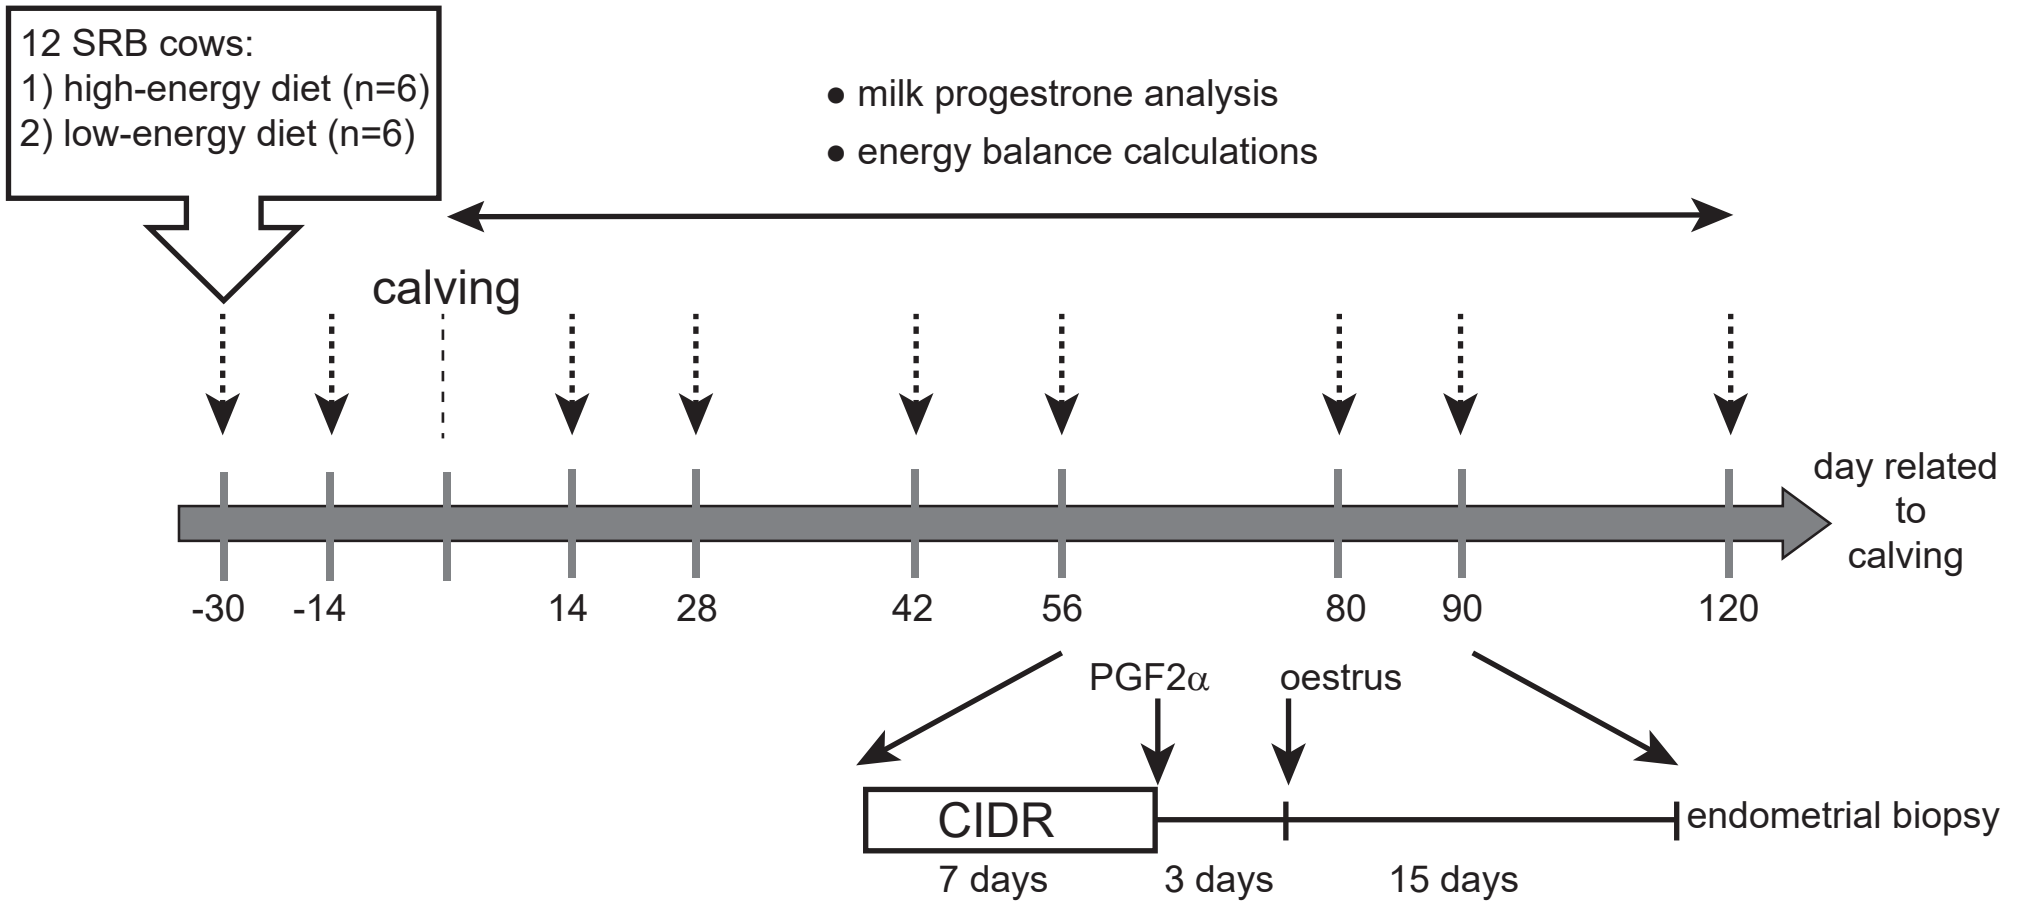 12 SRB cows:
1) high-energy diet (n=6)
2) low-energy diet (n=6)
● milk progestrone analysis
● energy balance calculations
calving
day related
to
calving
-30 -14 14 28 42 56 80 90 120
PGF2α oestrus
CIDR
endometrial biopsy
7 days 3 days 15 days